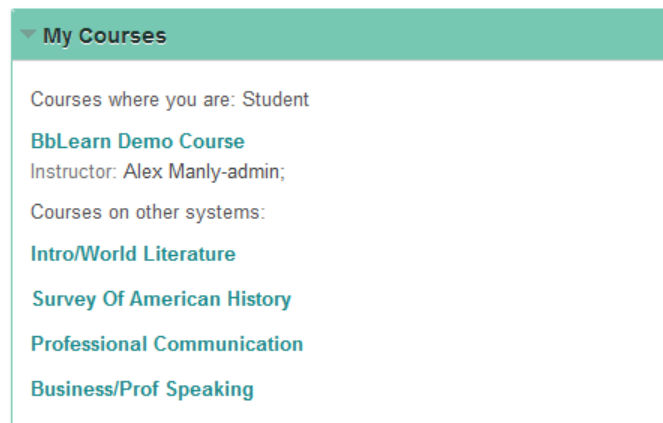 My Courses
Courses where you are: Student
BbLearn Demo Course
Instructor: Alex Manly-admin;
Courses on other systems:
Intro/World Literature
Survey Of American History
Professional Communication
Business/Prof Speaking